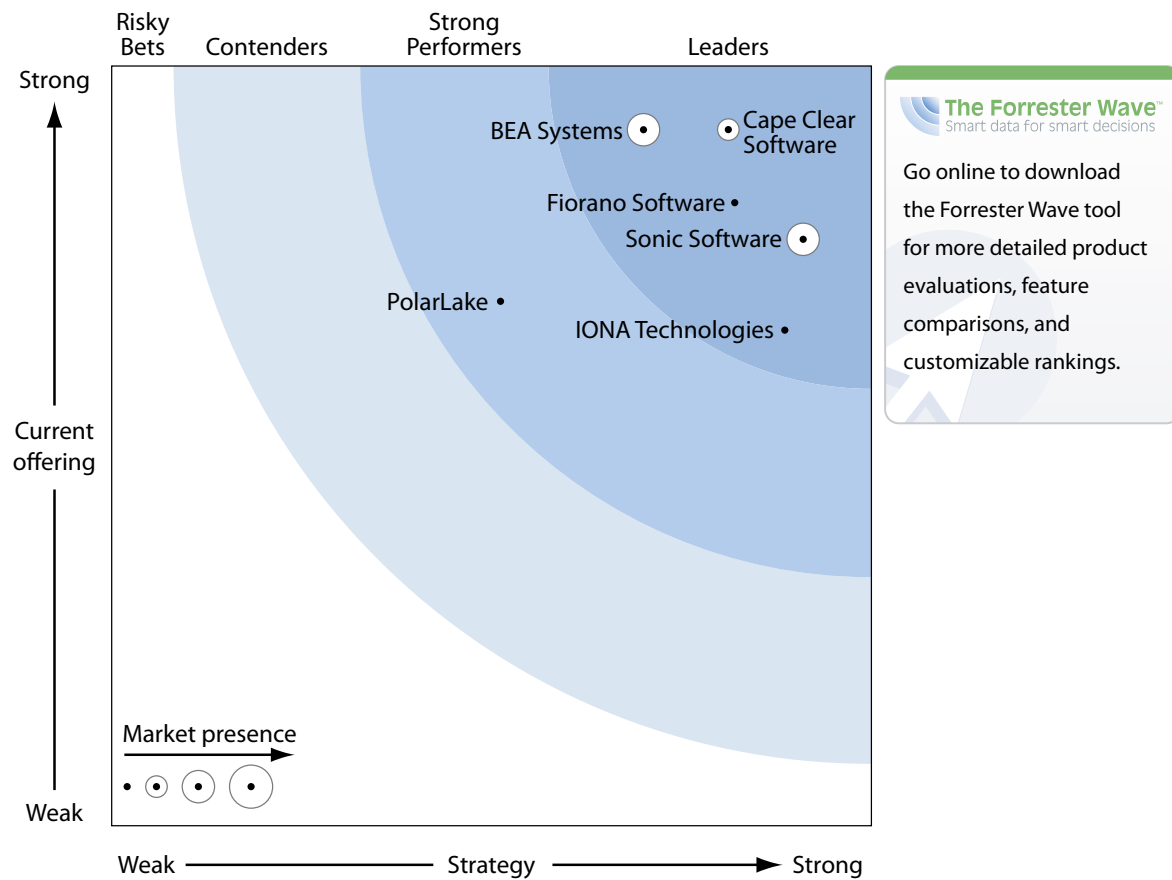 Risky
Bets
Contenders
Strong
Performers
Leaders
Strong
Current
offering
Weak
BEA Systems
Cape Clear
Software
Fiorano Software
Sonic Software
PolarLake
IONA Technologies
Market presence
Weak
Strategy
Strong
The Forrester Wave™
Smart data for smart decisions
Go online to download
the Forrester Wave tool
for more detailed product
evaluations, feature
comparisons, and
customizable rankings.